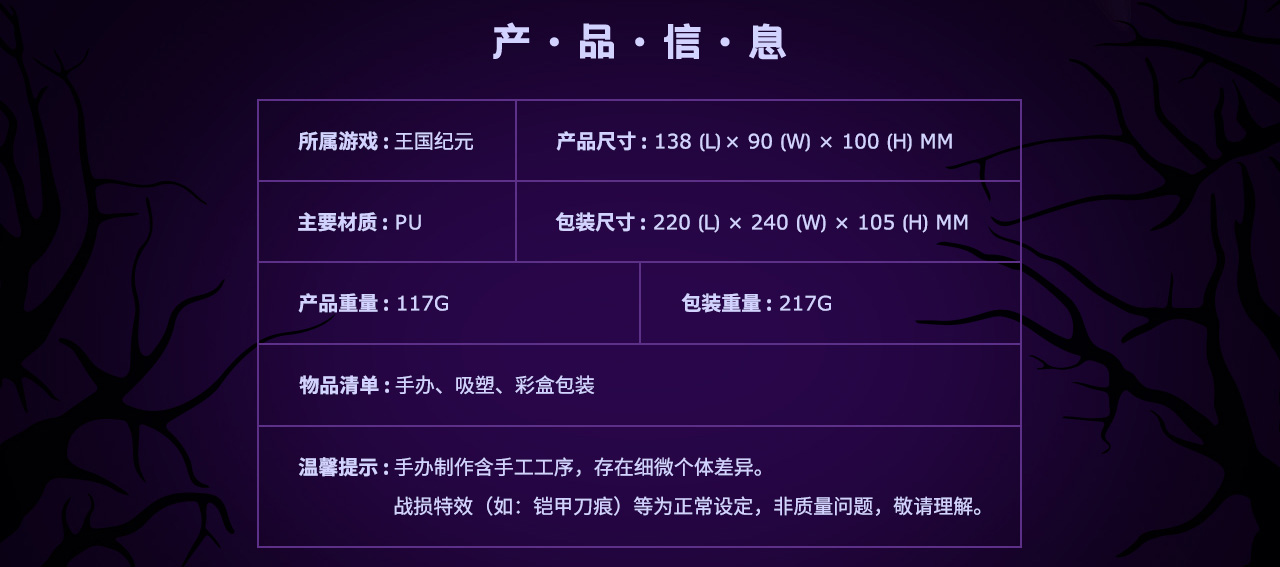 产·品·信·息
所属游戏：王国纪元
产品尺寸：138 (L)× 90 (W) × 100 (H) MM
主要材质：PU
包装尺寸：220 (L) × 240 (W) × 105 (H) MM
产品重量：117G
包装重量：217G
物品清单：手办、吸塑、彩盒包装
温馨提示：手办制作含手工工序，存在细微个体差异。
战损特效（如：铠甲刀痕）等为正常设定，非质量问题，敬请理解。